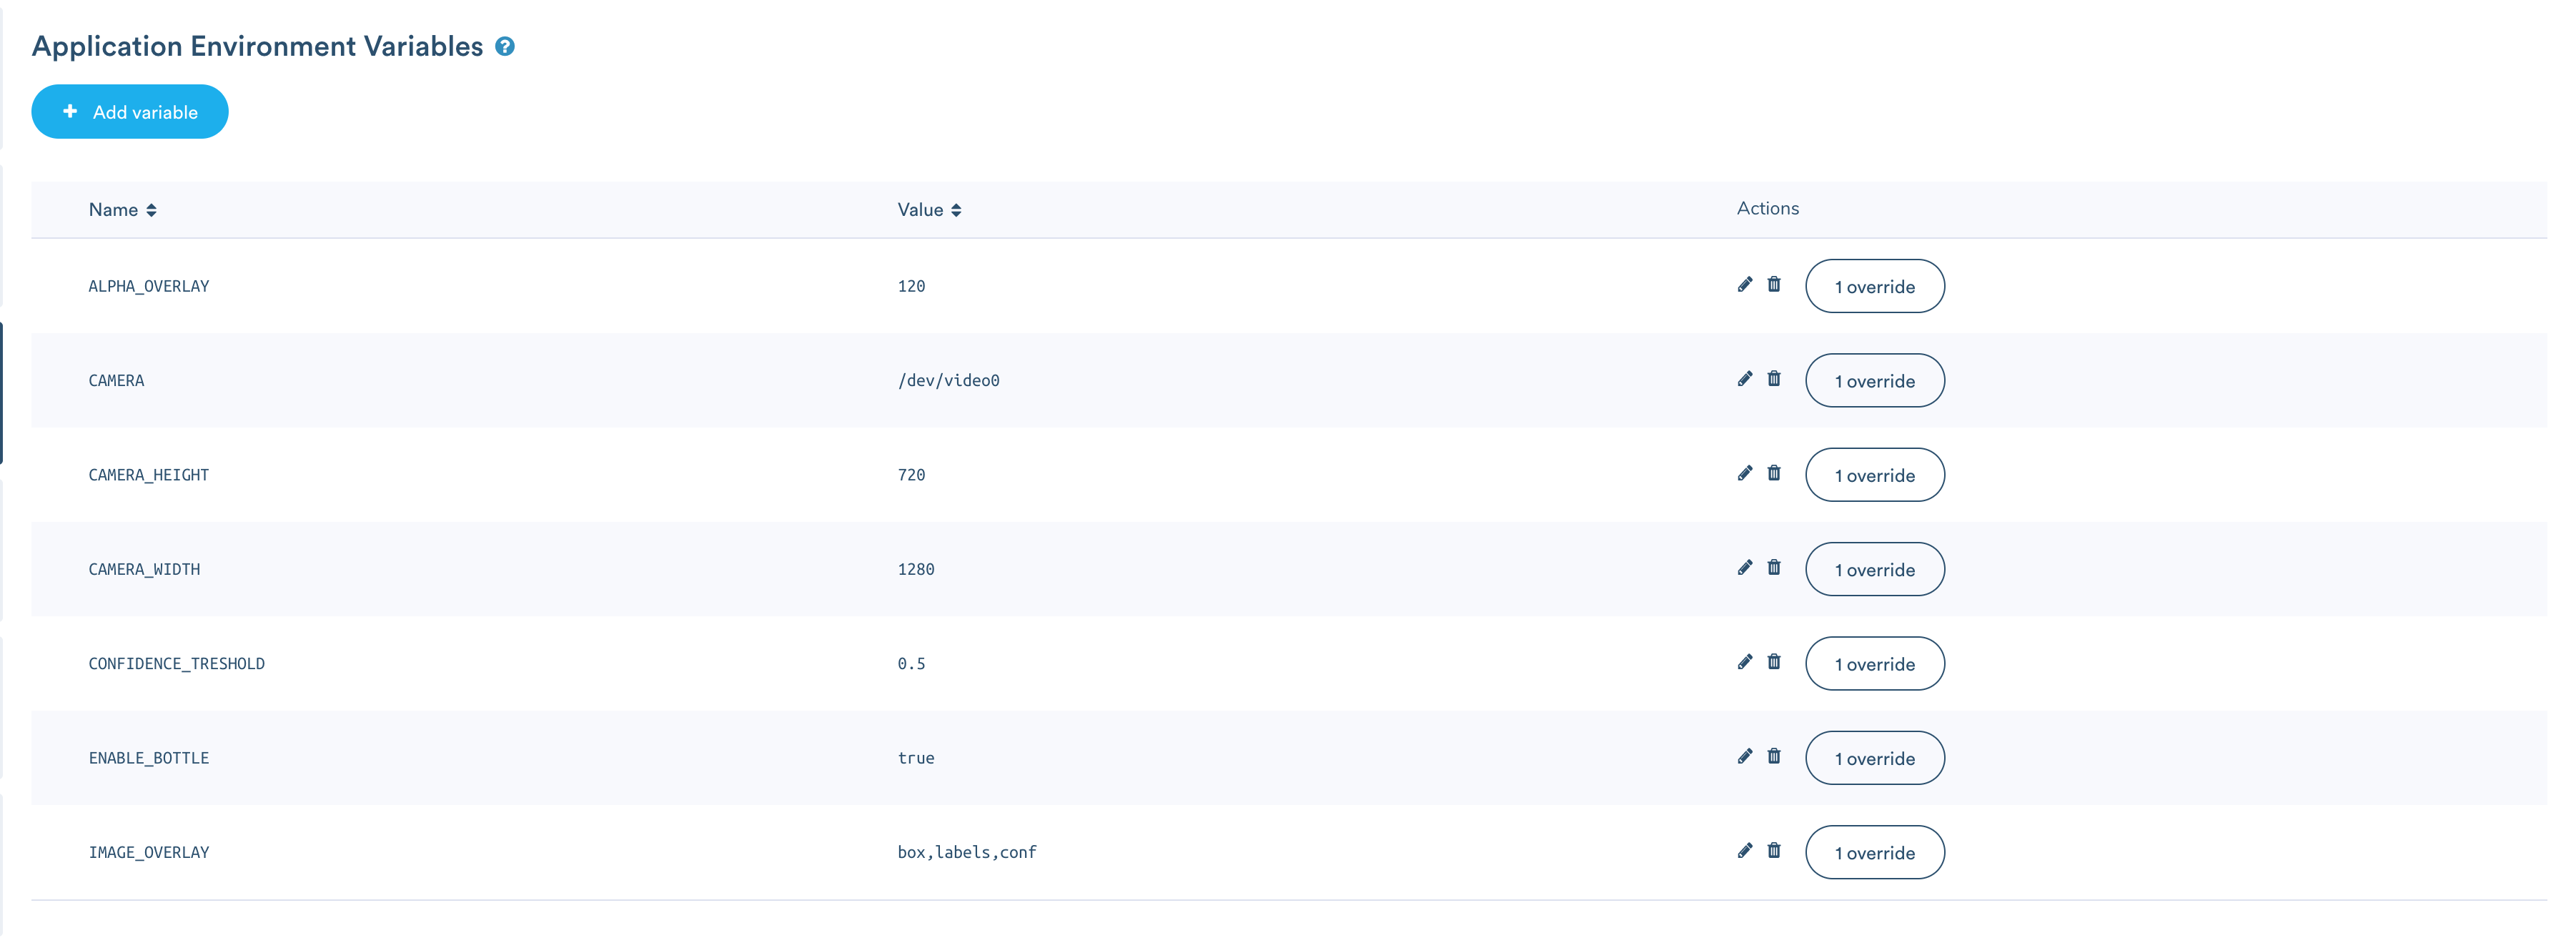 Application Environment Variables ?
+ Add variable
Name Value Actions
ALPHA_OVERLAY 120 1 override
CAMERA /dev/video0 1 override
CAMERA_HEIGHT 720 1 override
CAMERA_WIDTH 1280 1 override
CONFIDENCE_TRESHOLD 0.5 1 override
ENABLE_BOTTLE true 1 override
IMAGE_OVERLAY box,labels,conf 1 override